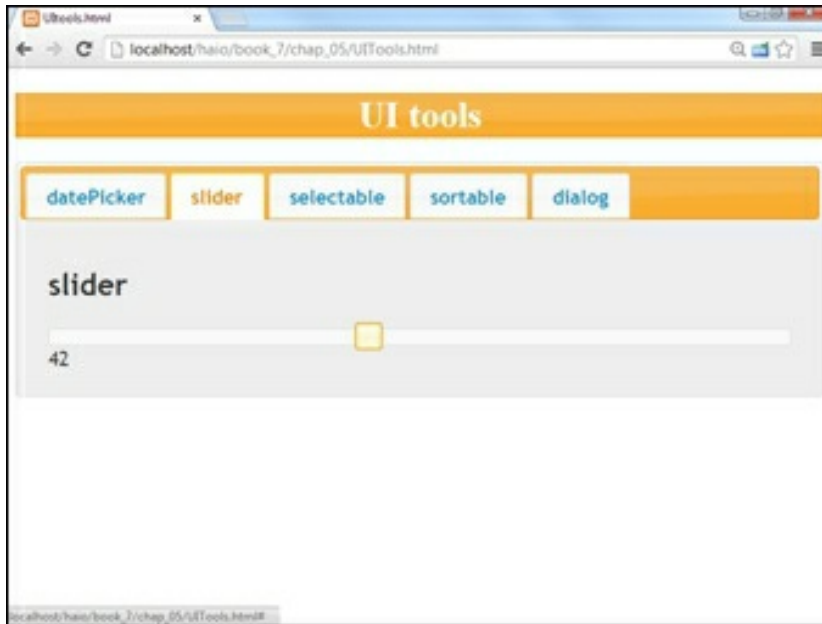 UItools.html
localhost/haio/book_7/chap_05/UITools.html
UI tools
datePicker slider selectable sortable dialog
slider
42
localhost/haio/book_7/chap_05/UITools.html#